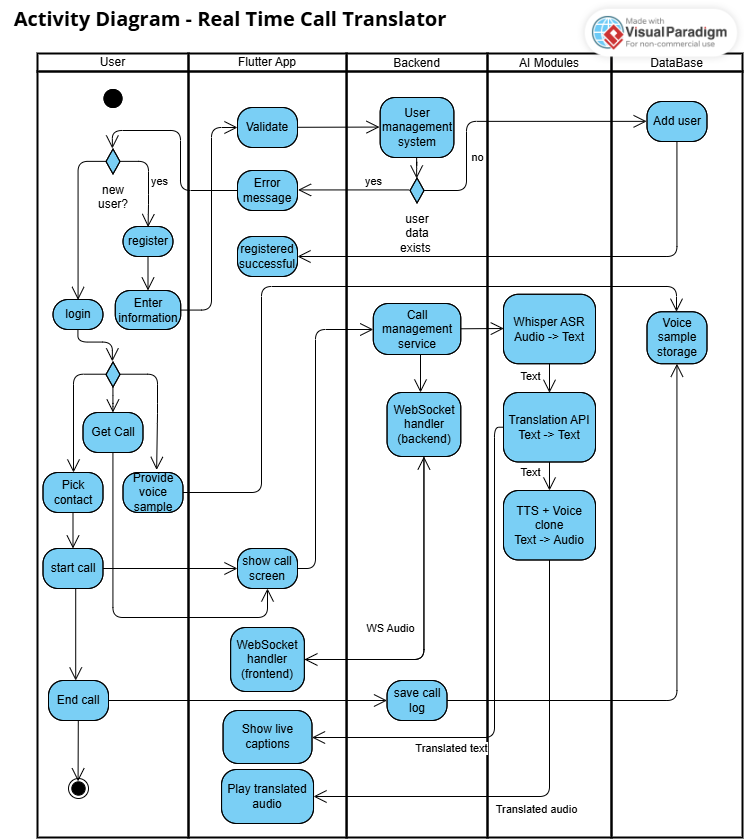 Activity Diagram - Real Time Call Translator
Made with
VisualParadigm
For non-commercial use
User
Flutter App
Backend
AI Modules
DataBase
Validate
User
management
system
Add user
no
new
user?
yes
Error
message
yes
user
data
exists
register
registered
successful
login
Enter
information
Call
management
service
Whisper ASR
Audio -> Text
Voice
sample
storage
Text
Get Call
WebSocket
handler
(backend)
Translation API
Text -> Text
Text
Pick
contact
Provide
voice
sample
TTS + Voice
clone
Text -> Audio
start call
show call
screen
WS Audio
WebSocket
handler
(frontend)
End call
save call
log
Show live
captions
Translated text
Play translated
audio
Translated audio